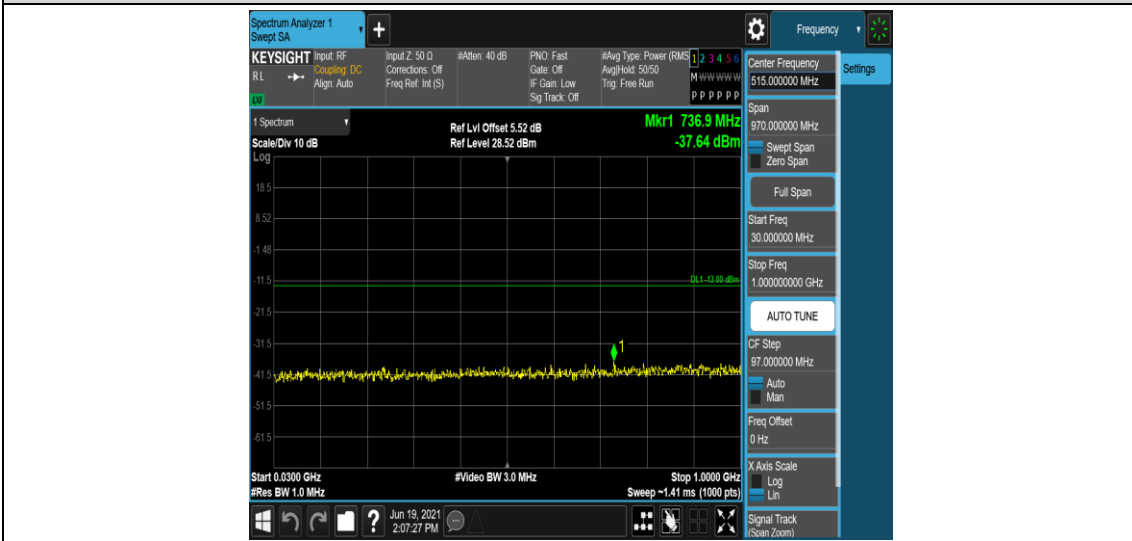 Spectrum Analyzer 1
Swept SA
+
Frequency
KEYSIGHT
RL
LXI
Input: RF
Coupling: DC
Align: Auto
Input Z: 50 Ω
Corrections: Off
Freq Ref: Int (S)
#Atten: 40 dB
PNO: Fast
Gate: Off
IF Gain: Low
Sig Track: Off
#Avg Type: Power (RMS
Avg|Hold: 50/50
Trig: Free Run
1 2 3 4 5 6
M W W W W W
P P P P P P
Center Frequency
515.000000 MHz
Settings
Span
970.000000 MHz
Swept Span
Zero Span
Full Span
Start Freq
30.000000 MHz
Stop Freq
1.000000000 GHz
AUTO TUNE
CF Step
97.000000 MHz
Auto
Man
Freq Offset
0 Hz
X Axis Scale
Log
Lin
Signal Track
(Span Zoom)
1 Spectrum
Scale/Div 10 dB
Log
Ref Lvl Offset 5.52 dB
Ref Level 28.52 dBm
Mkr1 736.9 MHz
-37.64 dBm
18.5
8.52
-1.48
-11.5
DL1 -13.00 dBm
-21.5
-31.5
1
-41.5
-51.5
-61.5
Start 0.0300 GHz
#Video BW 3.0 MHz
Stop 1.0000 GHz
#Res BW 1.0 MHz
Sweep ~1.41 ms (1000 pts)
?
Jun 19, 2021
2:07:27 PM